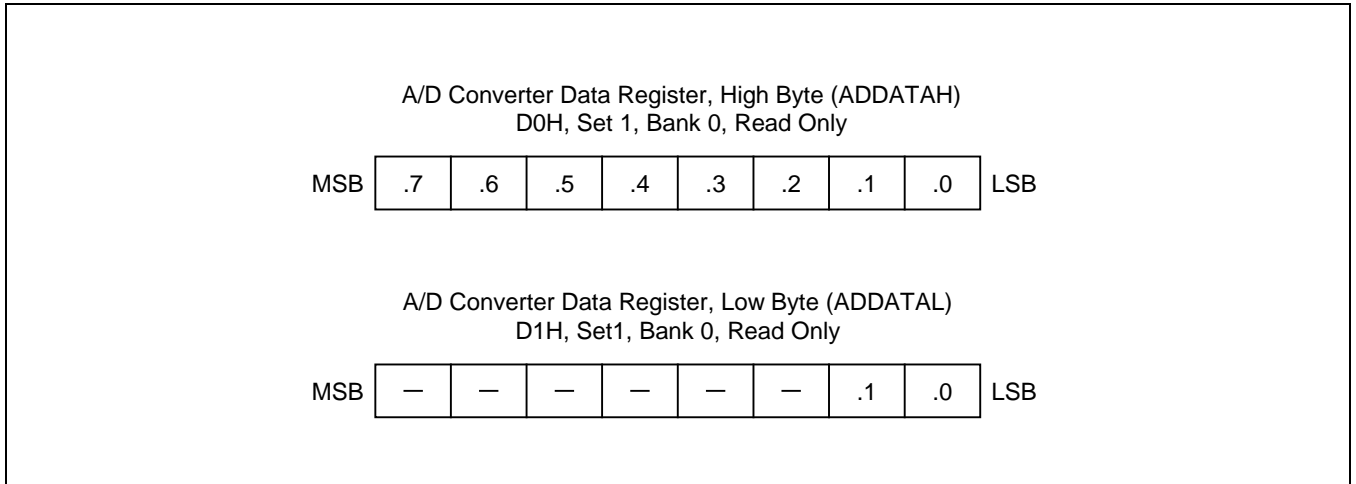 A/D Converter Data Register, High Byte (ADDATAH)
D0H, Set 1, Bank 0, Read Only
MSB .7 .6 .5 .4 .3 .2 .1 .0 LSB
A/D Converter Data Register, Low Byte (ADDATAL)
D1H, Set1, Bank 0, Read Only
MSB – – – – – – .1 .0 LSB